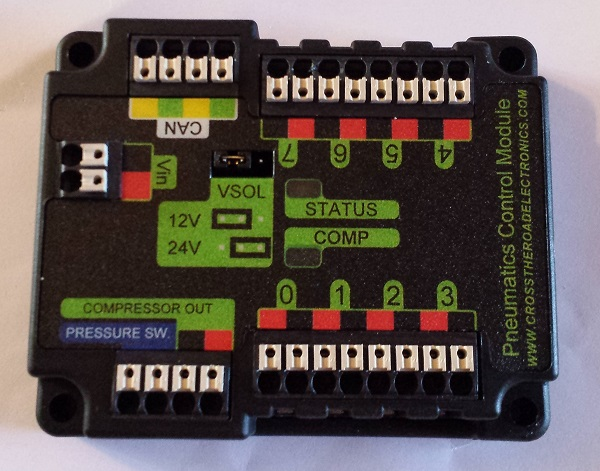 CAN
7 6 5 4
Vin
VSOL
12V
24V
STATUS
COMP
0 1 2 3
COMPRESSOR OUT
PRESSURE SW.
Pneumatics Control Module
WWW.CROSSTHEROADELECTRONICS.COM